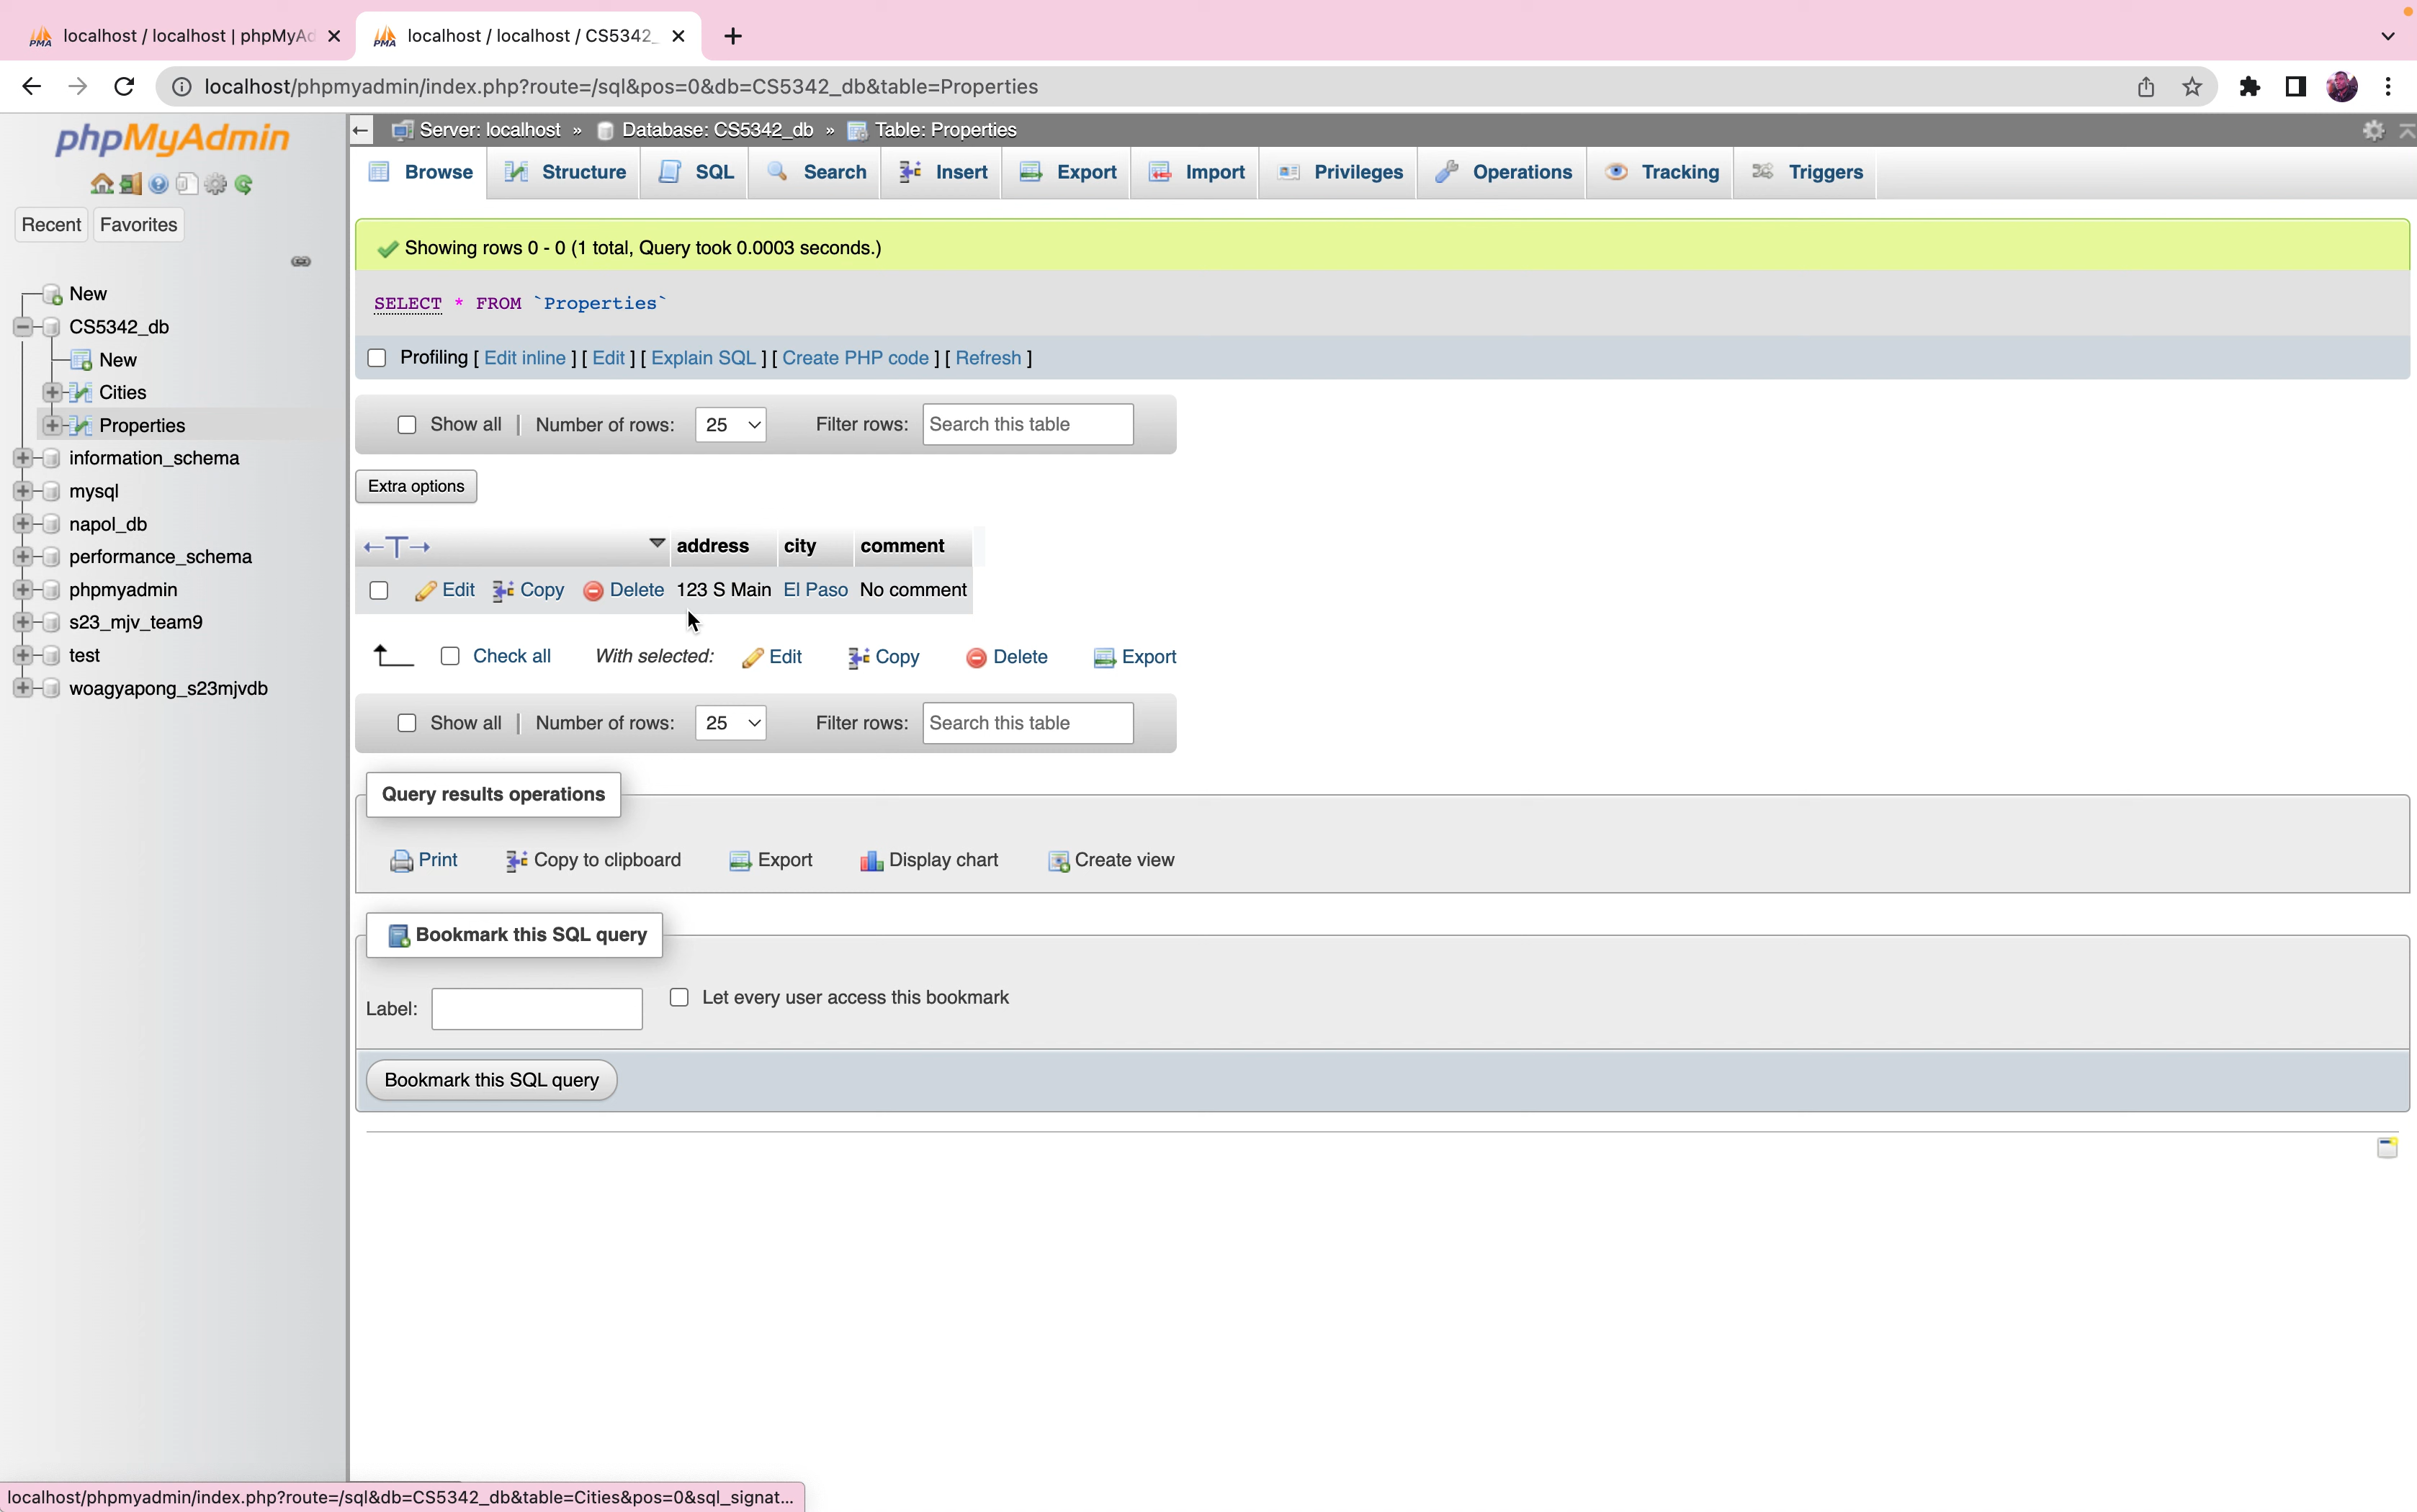 localhost / localhost | phpMyAd
localhost / localhost / CS5342_
localhost/phpmyadmin/index.php?route=/sql&pos=0&db=CS5342_db&table=Properties
phpMyAdmin
Server: localhost » Database: CS5342_db » Table: Properties
Browse Structure SQL Search Insert Export Import Privileges Operations Tracking Triggers
Recent Favorites
New
CS5342_db
New
Cities
Properties
information_schema
mysql
napol_db
performance_schema
phpmyadmin
s23_mjv_team9
test
woagyapong_s23mjvdb
Showing rows 0 - 0 (1 total, Query took 0.0003 seconds.)
SELECT * FROM `Properties`
Profiling [ Edit inline ] [ Edit ] [ Explain SQL ] [ Create PHP code ] [ Refresh ]
Show all | Number of rows: 25 Filter rows: Search this table
Extra options
←T→ address city comment
Edit Copy Delete 123 S Main El Paso No comment
Check all With selected: Edit Copy Delete Export
Show all | Number of rows: 25 Filter rows: Search this table
Query results operations
Print Copy to clipboard Export Display chart Create view
Bookmark this SQL query
Label: Let every user access this bookmark
Bookmark this SQL query
localhost/phpmyadmin/index.php?route=/sql&db=CS5342_db&table=Cities&pos=0&sql_signat...